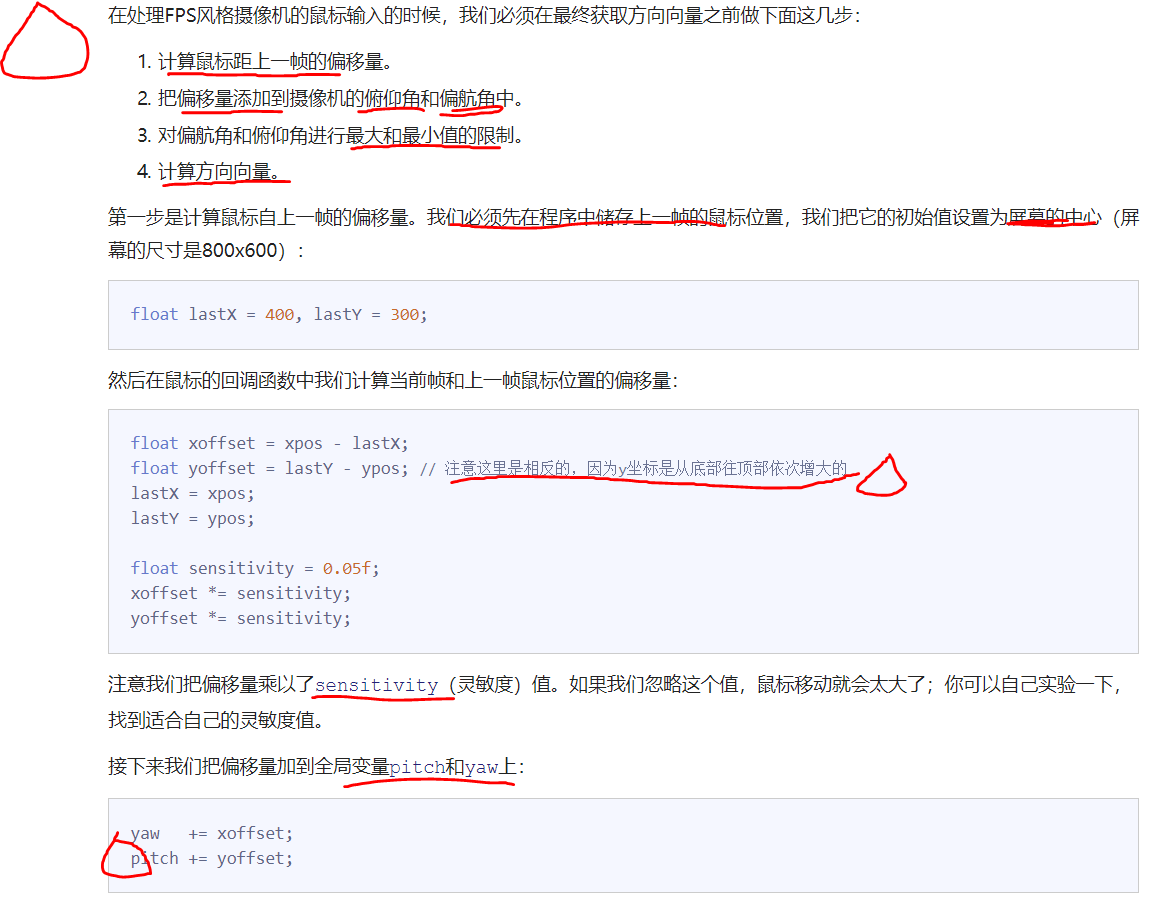 在处理FPS风格摄像机的鼠标输入的时候，我们必须在最终获取方向向量之前做下面这几步：
1. 计算鼠标距上一帧的偏移量。
2. 把偏移量添加到摄像机的俯仰角和偏航角中。
3. 对偏航角和俯仰角进行最大和最小值的限制。
4. 计算方向向量。
第一步是计算鼠标自上一帧的偏移量。我们必须先在程序中储存上一帧的鼠标位置，我们把它的初始值设置为屏幕的中心（屏
幕的尺寸是800x600）：
float lastX = 400, lastY = 300;
然后在鼠标的回调函数中我们计算当前帧和上一帧鼠标位置的偏移量：
float xoffset = xpos - lastX;
float yoffset = lastY - ypos; // 注意这里是相反的，因为y坐标是从底部往顶部依次增大的
lastX = xpos;
lastY = ypos;
float sensitivity = 0.05f;
xoffset *= sensitivity;
yoffset *= sensitivity;
注意我们把偏移量乘以了sensitivity（灵敏度）值。如果我们忽略这个值，鼠标移动就会太大了；你可以自己实验一下，
找到适合自己的灵敏度值。
接下来我们把偏移量加到全局变量pitch和yaw上：
yaw   += xoffset;
pitch += yoffset;